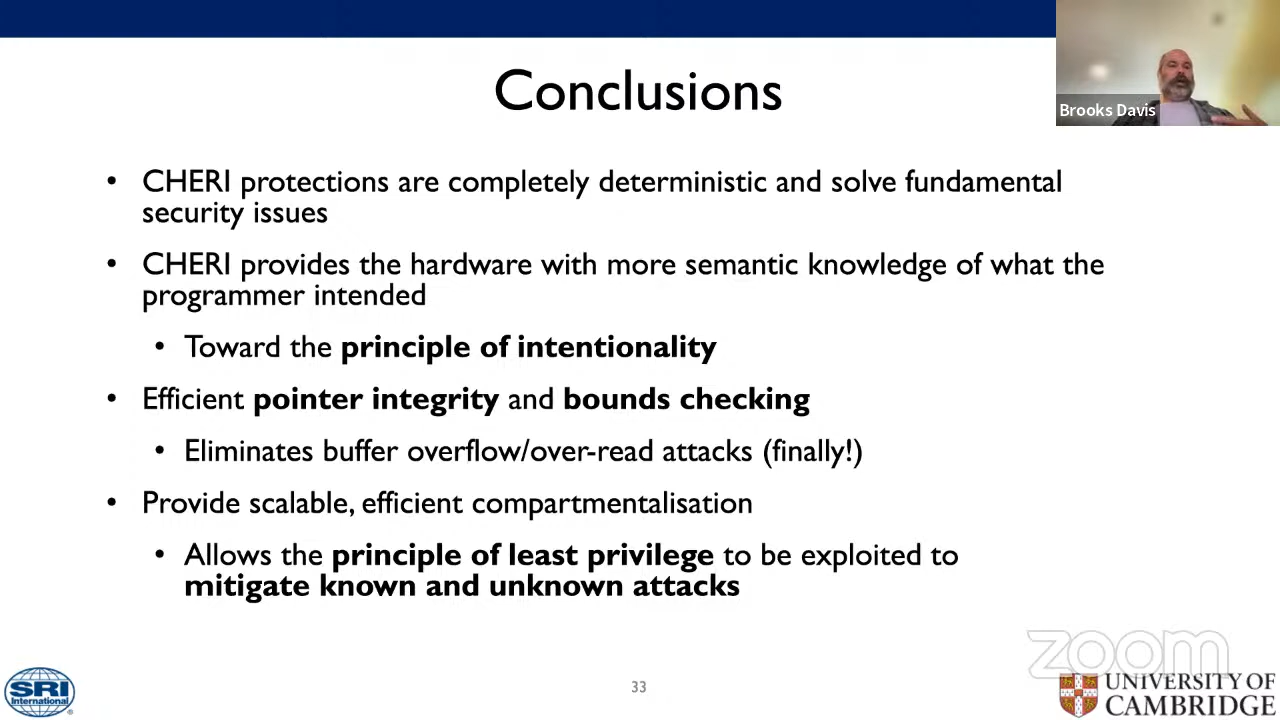 Conclusions
Brooks Davis
• CHERI protections are completely deterministic and solve fundamental
security issues
• CHERI provides the hardware with more semantic knowledge of what the
programmer intended
• Toward the principle of intentionality
• Efficient pointer integrity and bounds checking
• Eliminates buffer overflow/over-read attacks (finally!)
• Provide scalable, efficient compartmentalisation
• Allows the principle of least privilege to be exploited to
mitigate known and unknown attacks
zoom
SRI
International
®
33
UNIVERSITY OF
CAMBRIDGE